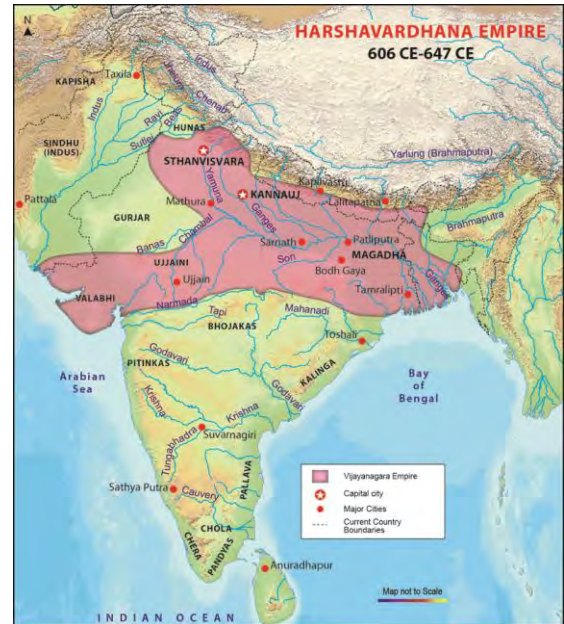 N
HARSHAVARDHANA EMPIRE
606 CE-647 CE
KAPISHA
Taxila
Indus
Jhelum
Chenab
Indus
Ravi
Beas
HUNAS
Sutlej
SINDHU
(INDUS)
STHANVISVARA
Yarlung (Brahmaputra)
Yamuna
KANNAUJ
Kapilvastu
Lalitapatna
Pattala
Mathura
Ganges
GURJAR
Brahmaputra
Banas
Chambal
Sarnath
Patliputra
MAGADHA
UJJAINI
Son
Bodh Gaya
Ujjain
Ganges
VALABHI
Tamralipti
Narmada
Tapi
Mahanadi
BHOJAKAS
Toshali
Godavari
PITINKAS
KALINGA
Arabian
Sea
Bay
of
Bengal
Godavari
Krishna
Krishna
Suvarnagiri
Tungabhadra
Sathya Putra
Cauvery
PALLAVA
CHOLA
CHERA
PANDYAS
Anuradhapur
Vijayanagara Empire
Capital city
Major Cities
Current Country
Boundaries
Map not to Scale
INDIAN OCEAN